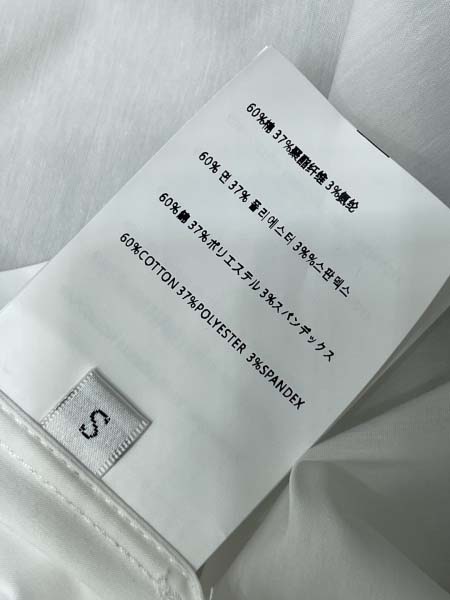 60%棉 37%聚酯纤维 3%氨纶
60% 면 37% 폴리에스터 3%%스판덱스
60%綿 37%ポリエステル 3%スパンデックス
60%COTTON 37%POLYESTER 3%SPANDEX
S